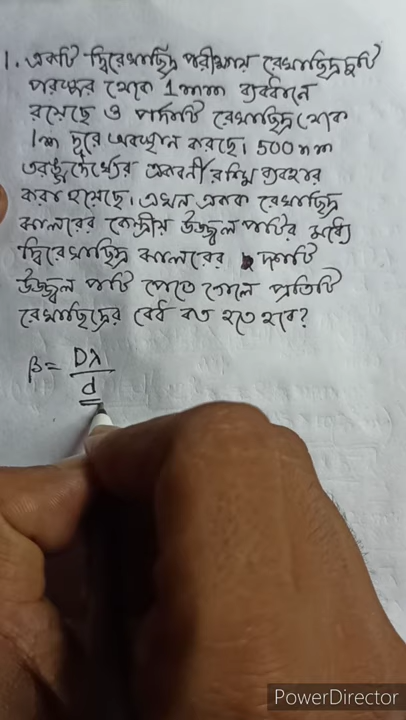 1. একটি দ্বিরেখাছিদ্র পরীক্ষায় রেখাছিদ্রদুটি
পরস্পর থেকে 1mm ব্যবধানে
রয়েছে ও পর্দাটি রেখাছিদ্র থেকে
1m দূরে অবস্থান করছে। 500nm
তরঙ্গদৈর্ঘ্যের একবর্ণী রশ্মি ব্যবহার
করা হয়েছে। এখন একক রেখাছিদ্র
ঝালরের কেন্দ্রীয় উজ্জ্বল পটির মধ্যে
দ্বিরেখাছিদ্র ঝালরের দশটি
উজ্জ্বল পটি পেতে গেলে প্রতিটি
রেখাছিদ্রের বেধ কত হতে হবে?
β = Dλ/d
PowerDirector